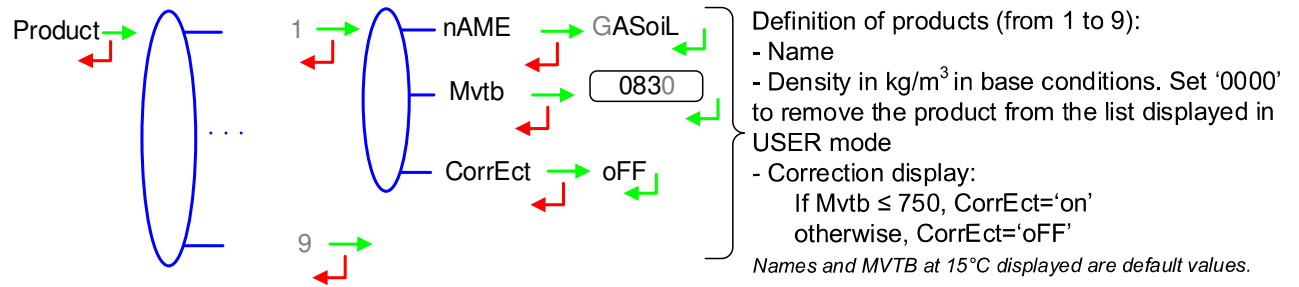 Product
1
nAME
GASoiL
Mvtb
0830
. . .
CorrEct
oFF
9
Definition of products (from 1 to 9):
- Name
- Density in kg/m³ in base conditions. Set ‘0000’
to remove the product from the list displayed in
USER mode
- Correction display:
If Mvtb ≤ 750, CorrEct=‘on’
otherwise, CorrEct=‘oFF’
Names and MVTB at 15°C displayed are default values.